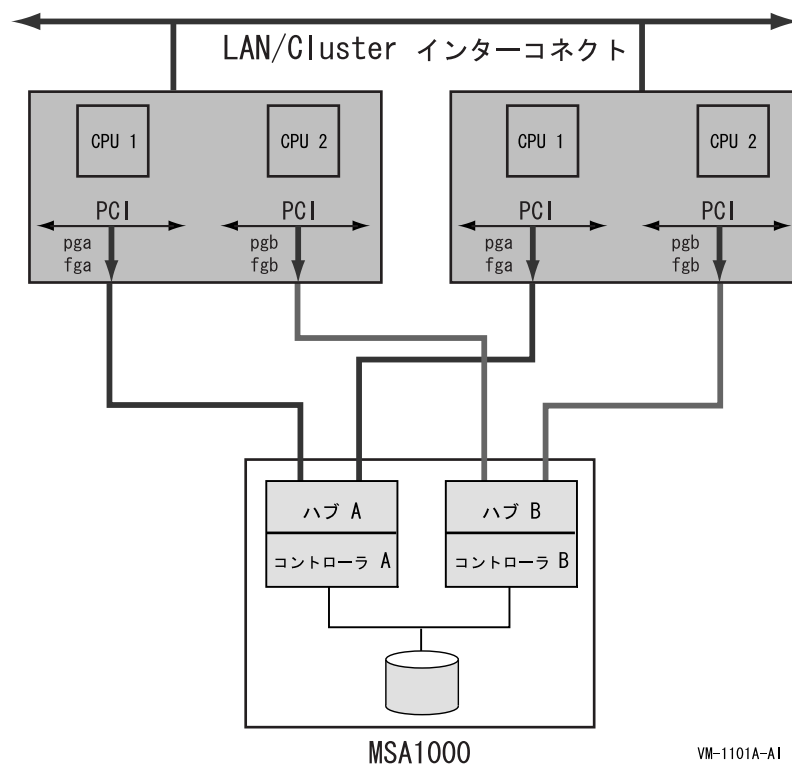 LAN/Cluster インターコネクト
CPU 1
CPU 2
CPU 1
CPU 2
PCI
PCI
PCI
PCI
pga
fga
pgb
fgb
pga
fga
pgb
fgb
ハブ A
ハブ B
コントローラ A
コントローラ B
MSA1000
VM-1101A-AI